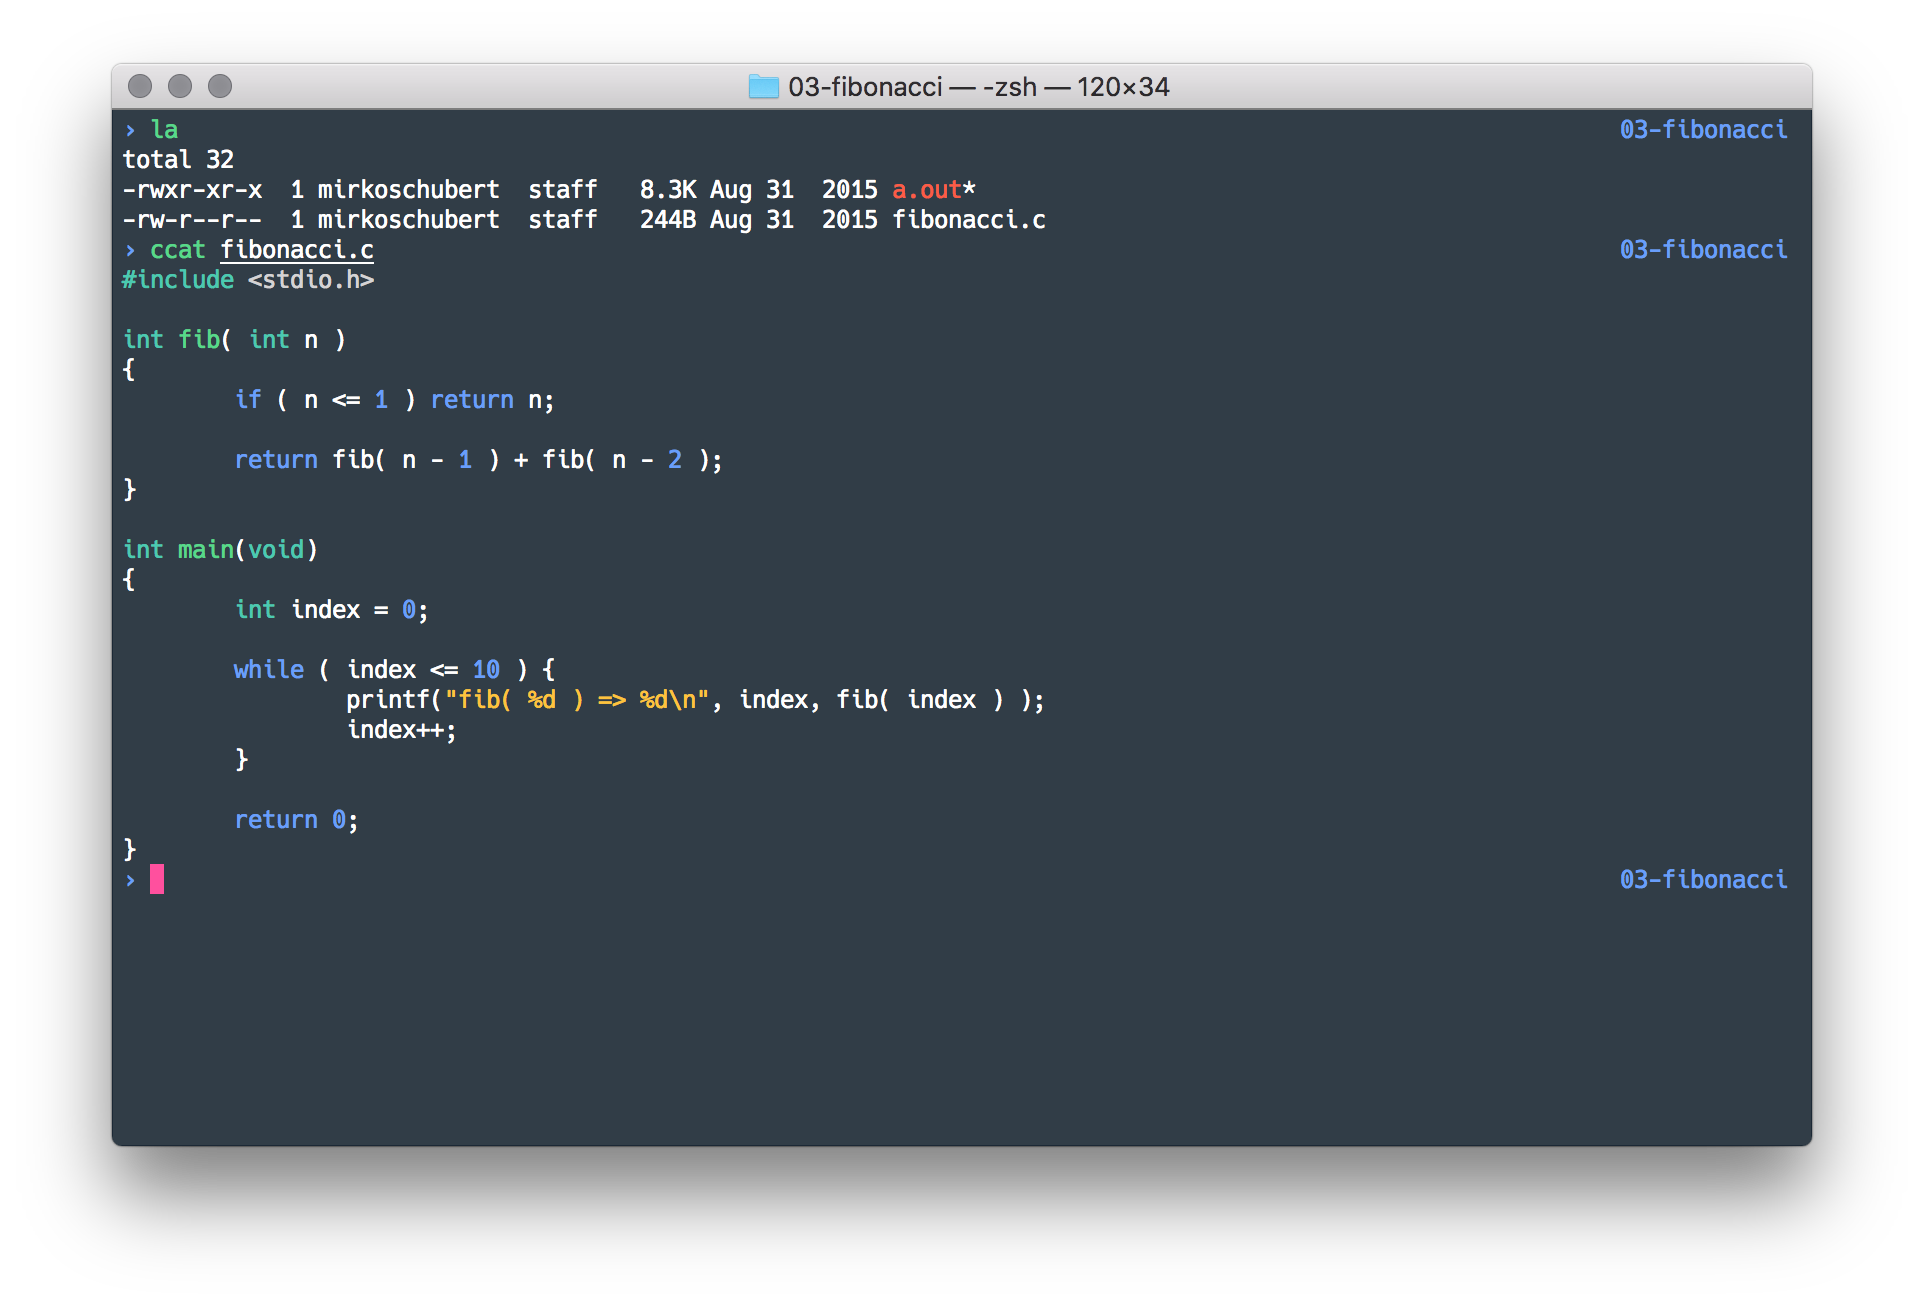 03-fibonacci — -zsh — 120×34
› la 03-fibonacci
total 32
-rwxr-xr-x  1 mirkoschubert  staff   8.3K Aug 31  2015 a.out*
-rw-r--r--  1 mirkoschubert  staff   244B Aug 31  2015 fibonacci.c
› ccat fibonacci.c 03-fibonacci
#include <stdio.h>

int fib( int n )
{
        if ( n <= 1 ) return n;

        return fib( n - 1 ) + fib( n - 2 );
}

int main(void)
{
        int index = 0;

        while ( index <= 10 ) {
                printf("fib( %d ) => %d\n", index, fib( index ) );
                index++;
        }

        return 0;
}
› 03-fibonacci